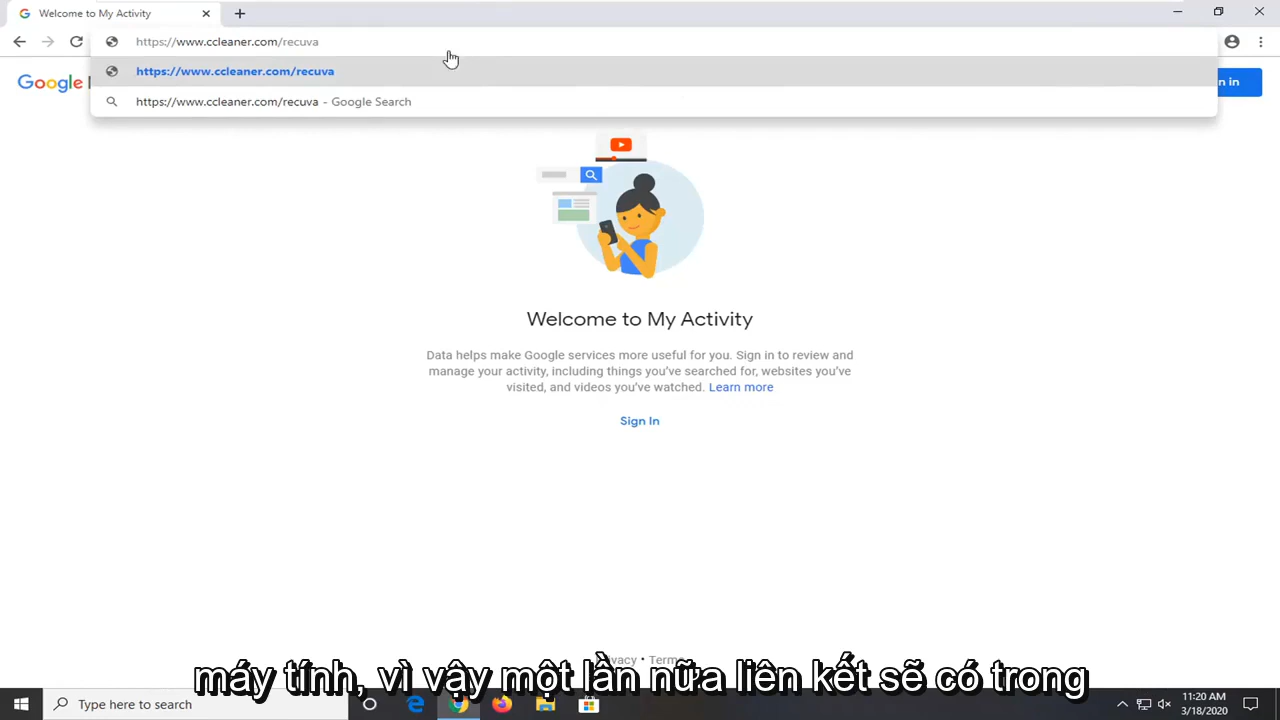 Welcome to My Activity
https://www.ccleaner.com/recuva
https://www.ccleaner.com/recuva
https://www.ccleaner.com/recuva - Google Search
Google
n in
Welcome to My Activity
Data helps make Google services more useful for you. Sign in to review and
manage your activity, including things you've searched for, websites you've
visited, and videos you've watched. Learn more
Sign In
Privacy • Terms
máy tính, vì vậy một lần nữa liên kết sẽ có trong
Type here to search
11:20 AM
3/18/2020